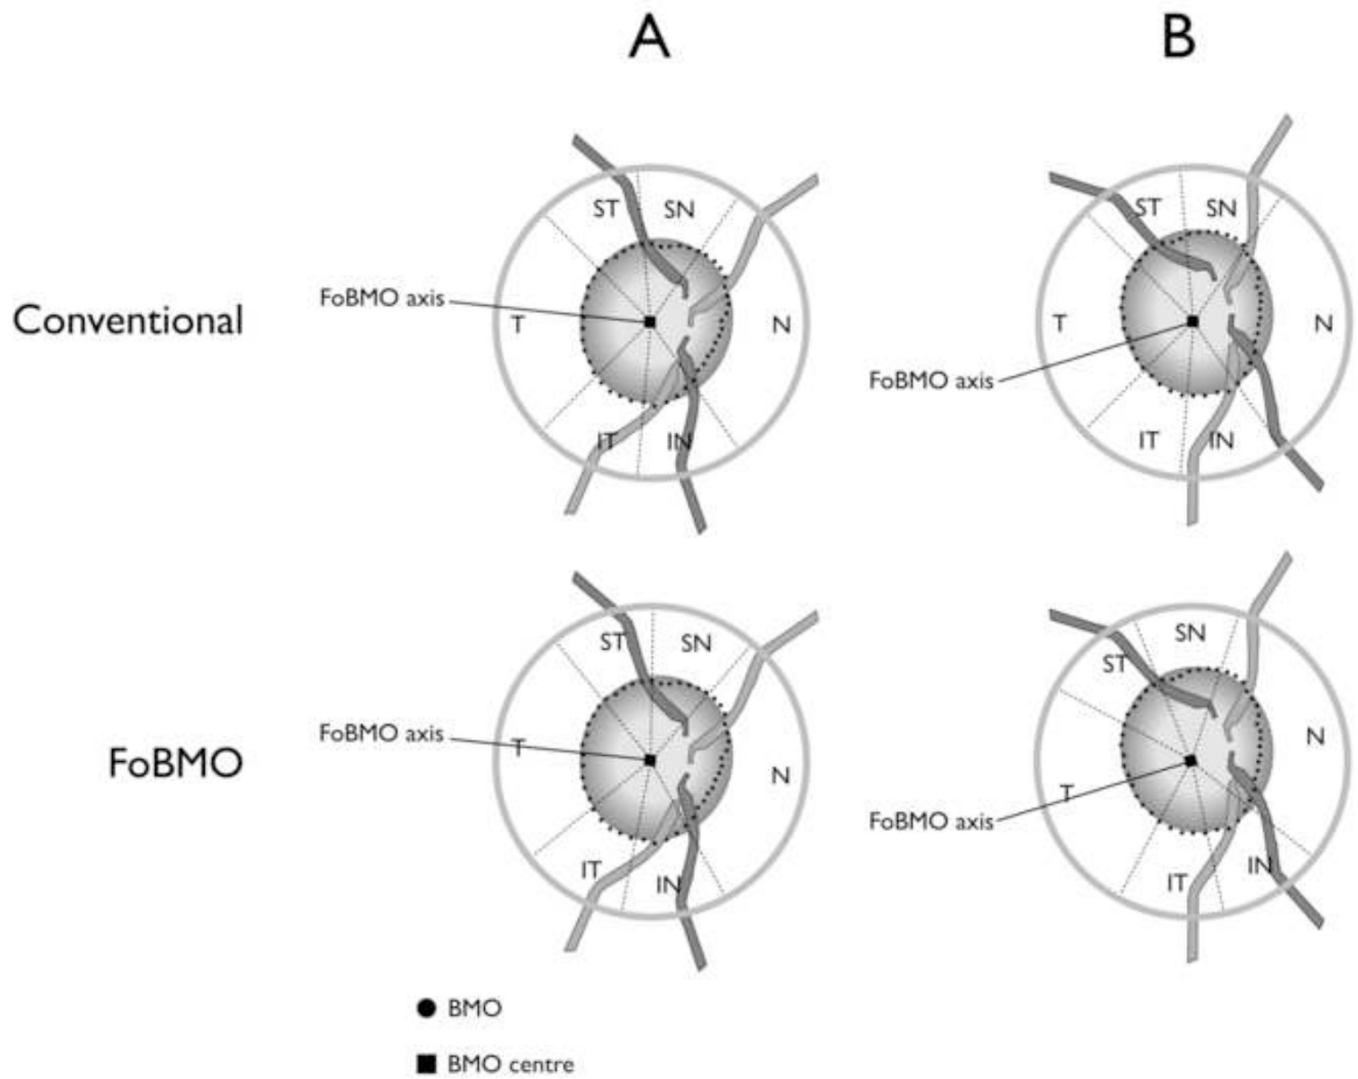 A
B
Conventional
ST
SN
FoBMO axis
T
N
IT
IN
ST
SN
T
N
FoBMO axis
IT
IN
FoBMO
ST
SN
FoBMO axis
T
N
IT
IN
SN
ST
N
T
FoBMO axis
IT
IN
BMO
BMO centre